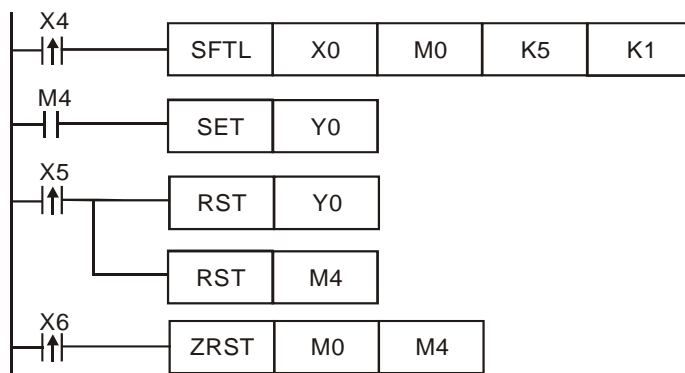 X4
SFTL X0 M0 K5 K1
M4
SET Y0
X5
RST Y0
RST M4
X6
ZRST M0 M4